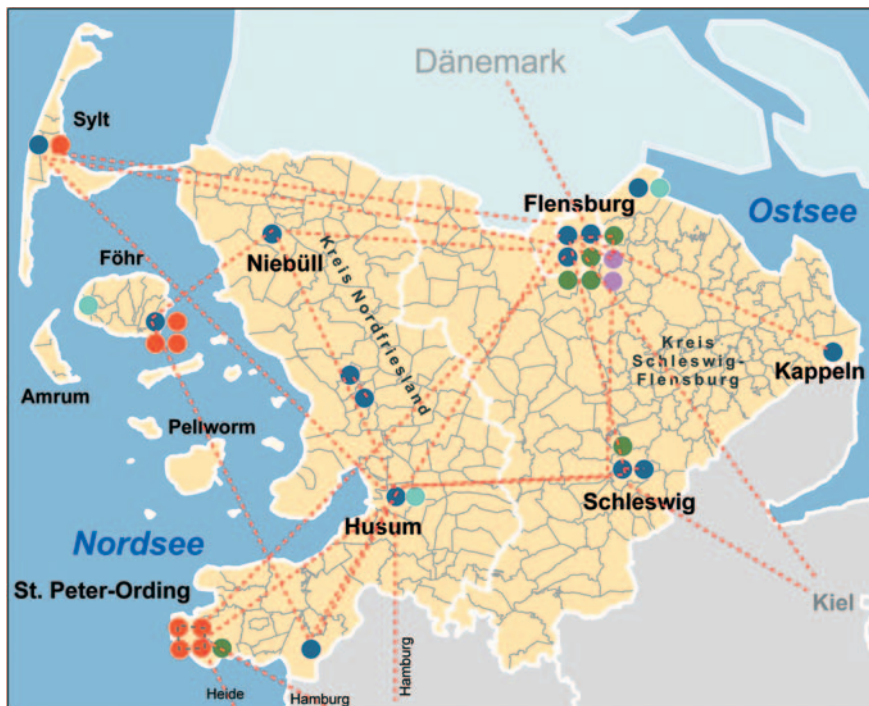 Dänemark
Sylt
Flensburg
Ostsee
Föhr
Niebüll
Kreis Nordfriesland
Kreis
Schleswig-
Flensburg
Kappeln
Amrum
Pellworm
Schleswig
Husum
Nordsee
St. Peter-Ording
Kiel
Hamburg
Heide
Hamburg